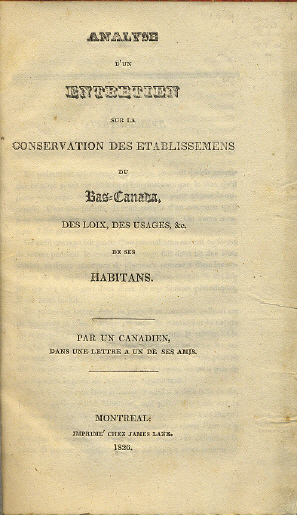 ANALYSE
D'UN
ENTRETIEN
SUR LA
CONSERVATION DES ETABLISSEMENS
DU
Bas-Canada,
DES LOIX, DES USAGES, &c.
DE SES
HABITANS.
PAR UN CANADIEN,
DANS UNE LETTRE A UN DE SES AMIS.
MONTREAL:
IMPRIME' CHEZ JAMES LANE.
1826.